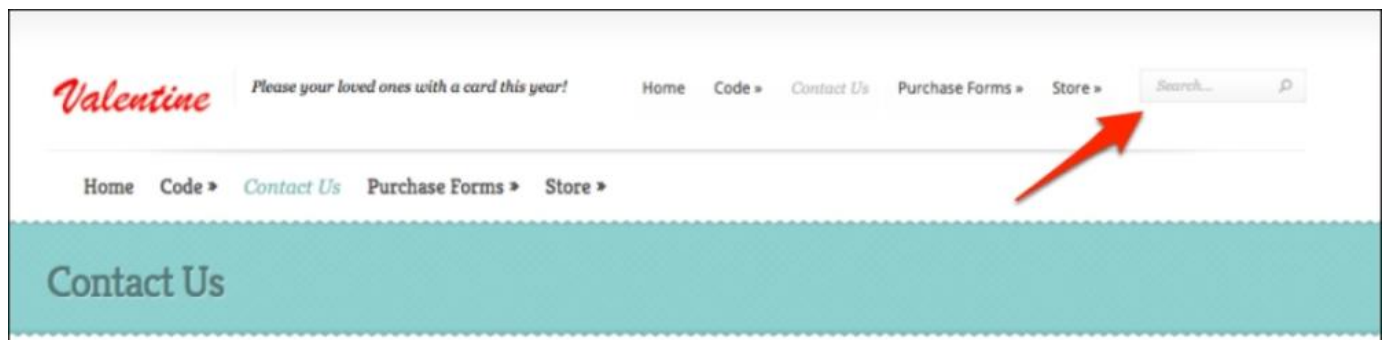 Valentine Please your loved ones with a card this year! Home Code » Contact Us Purchase Forms » Store » Search...
Home Code » Contact Us Purchase Forms » Store »
Contact Us